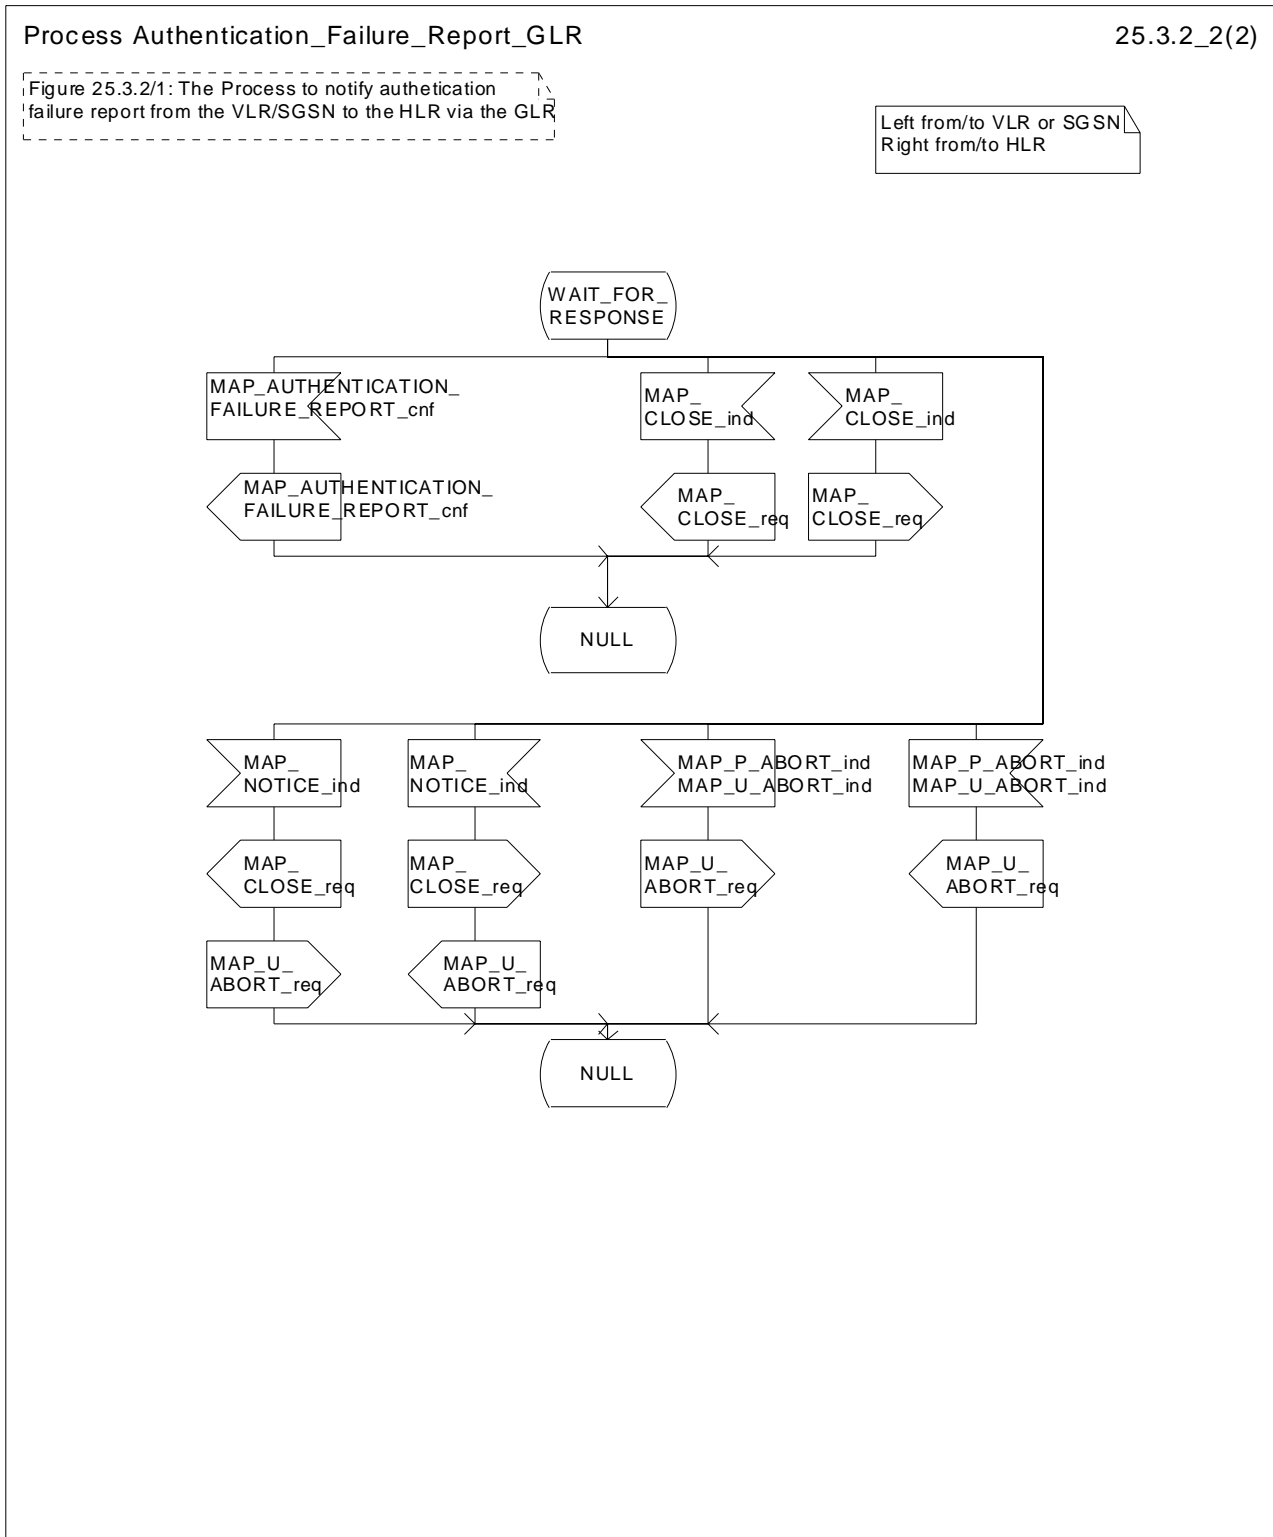 Process Authentication_Failure_Report_GLR
25.3.2_2(2)
Figure 25.3.2/1: The Process to notify authetication
failure report from the VLR/SGSN to the HLR via the GLR
Left from/to VLR or SGSN
Right from/to HLR
WAIT_FOR_
RESPONSE
MAP_AUTHENTICATION_
FAILURE_REPORT_cnf
MAP_
CLOSE_ind
MAP_
CLOSE_ind
MAP_AUTHENTICATION_
FAILURE_REPORT_cnf
MAP_
CLOSE_req
MAP_
CLOSE_req
NULL
MAP_
NOTICE_ind
MAP_
NOTICE_ind
MAP_P_ABORT_ind
MAP_U_ABORT_ind
MAP_P_ABORT_ind
MAP_U_ABORT_ind
MAP_
CLOSE_req
MAP_
CLOSE_req
MAP_U_
ABORT_req
MAP_U_
ABORT_req
MAP_U_
ABORT_req
MAP_U_
ABORT_req
NULL